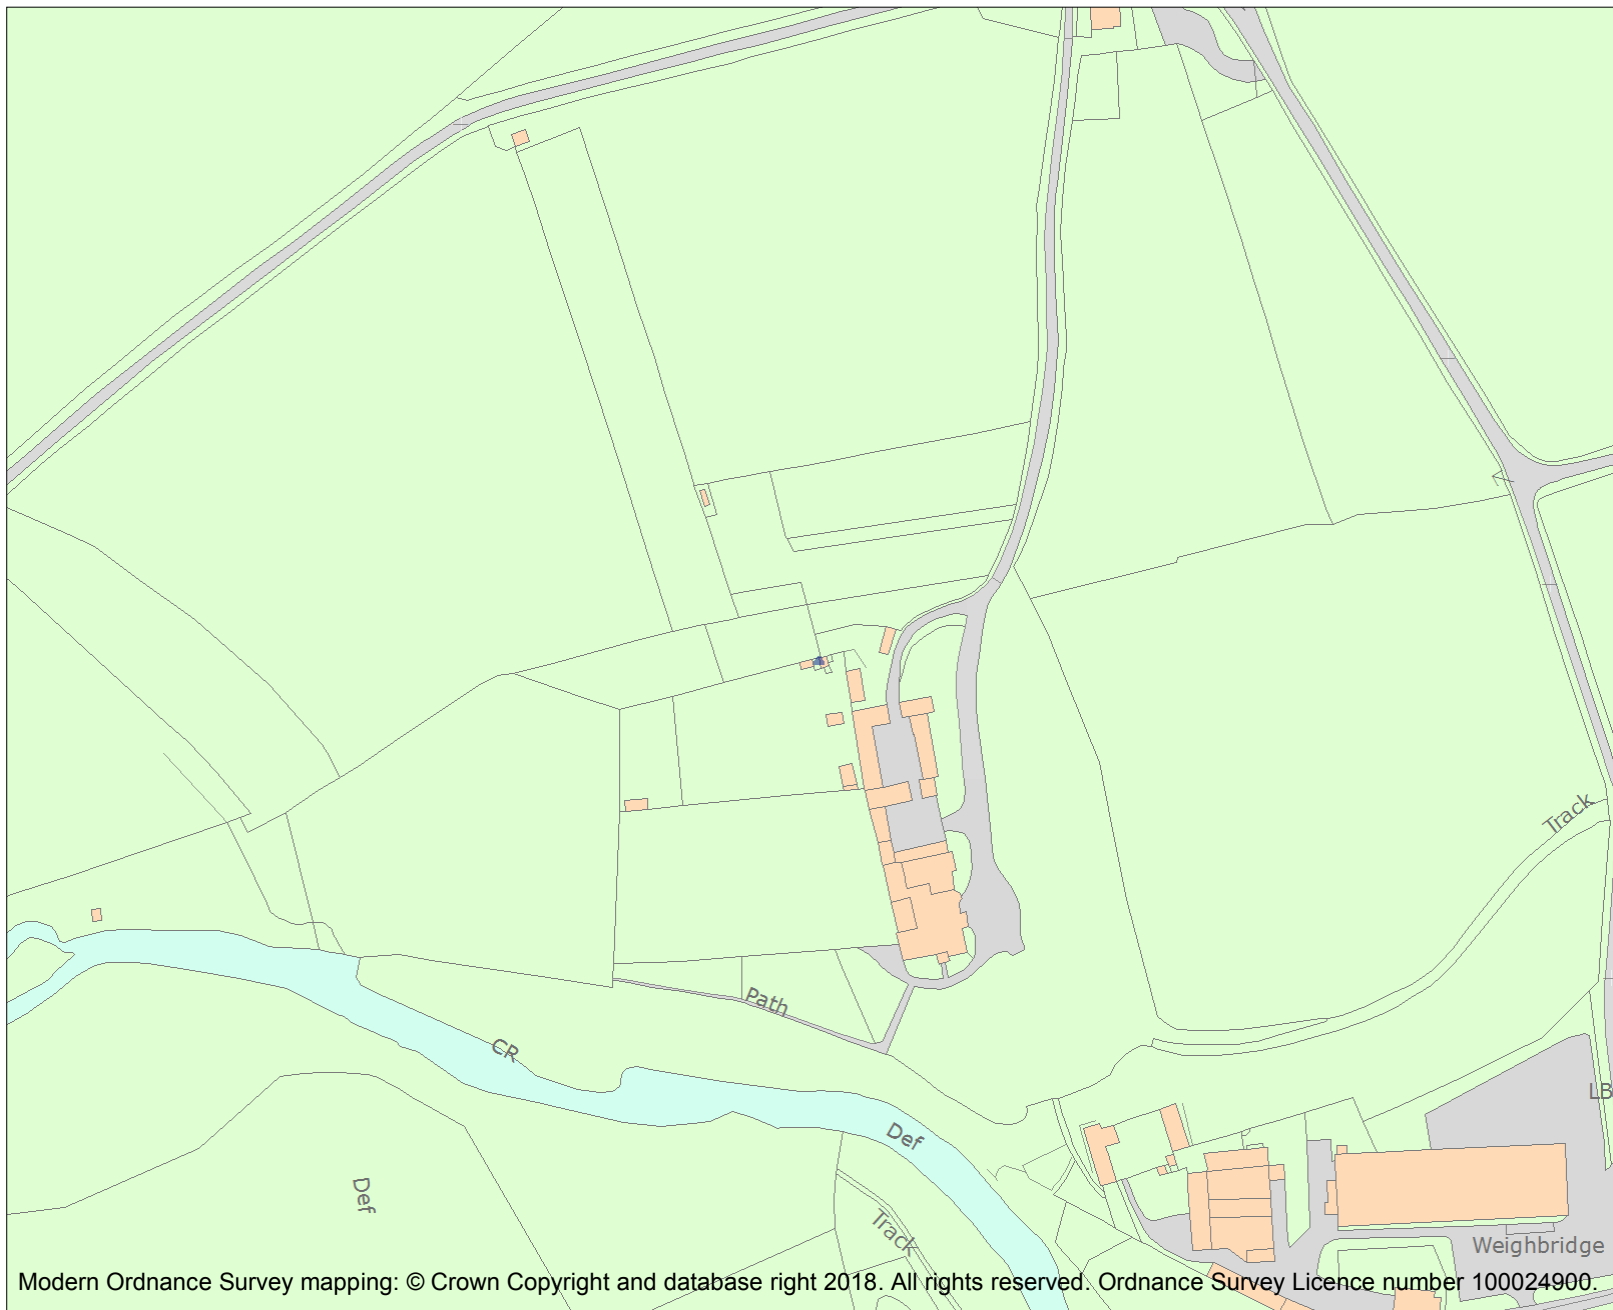 Track
Path
CR
LB
Def
Def
Track
Weighbridge
Modern Ordnance Survey mapping: © Crown Copyright and database right 2018. All rights reserved. Ordnance Survey Licence number 100024900.